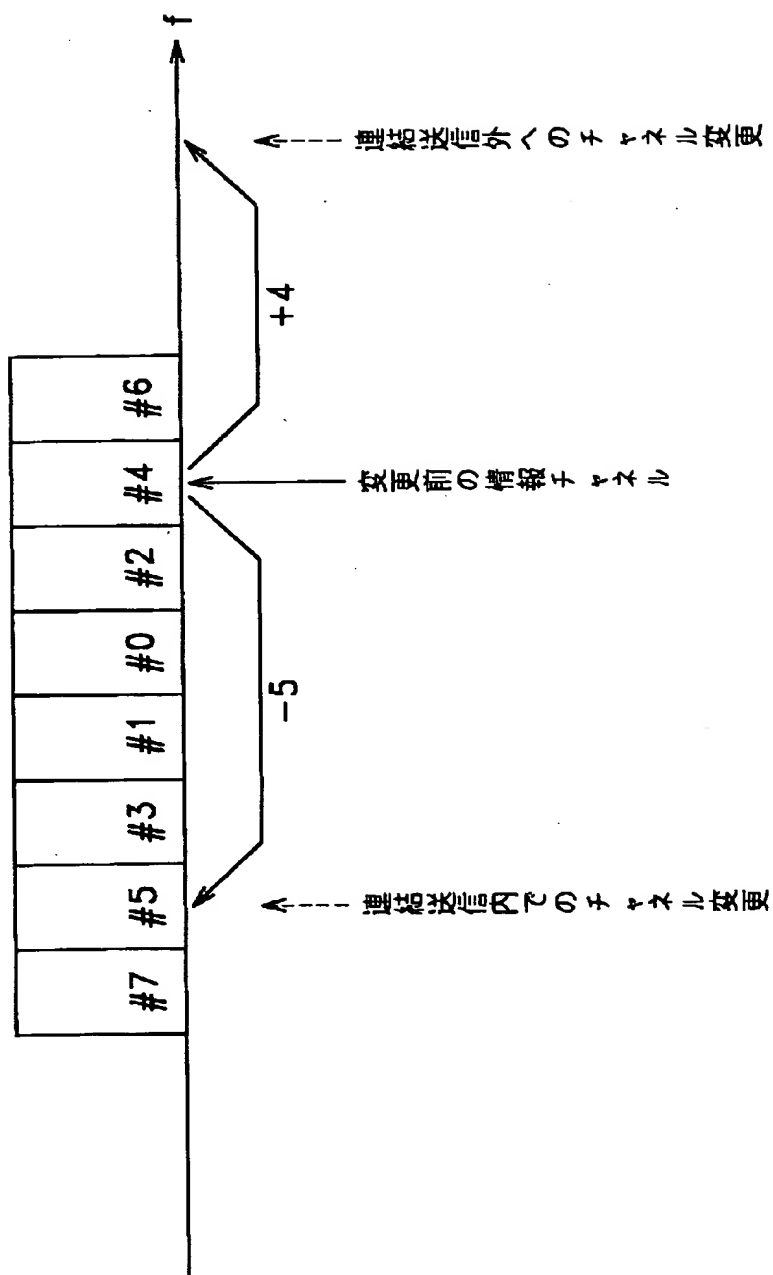 #7 #5 #3 #1 #0 #2 #4 #6
f
-5
+4
連結送信内でのチャネル変更
変更前の情報チャネル
連結送信外へのチャネル変更